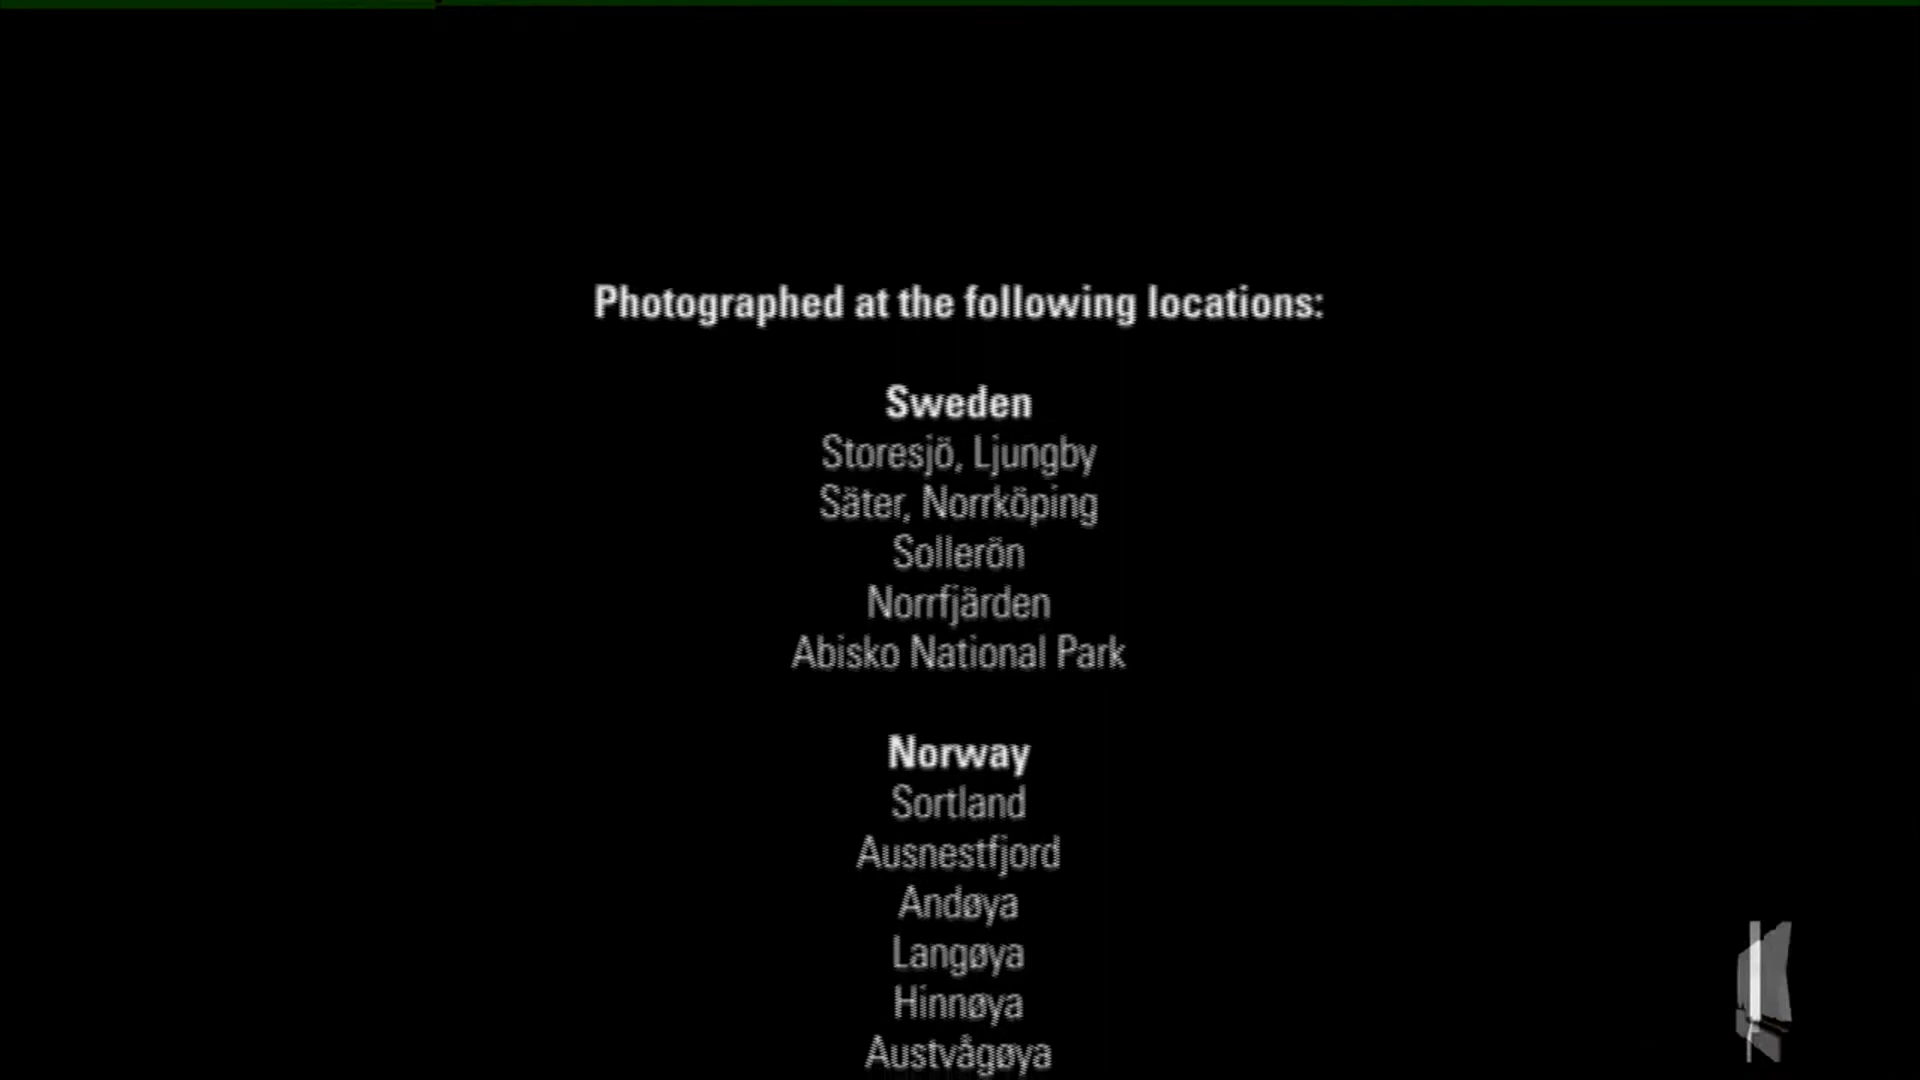 Photographed at the following locations:
Sweden
Storesjö, Ljungby
Säter, Norrköping
Sollerön
Norrfjärden
Abisko National Park
Norway
Sortland
Ausnestfjord
Andøya
Langøya
Hinnøya
Austvågøya